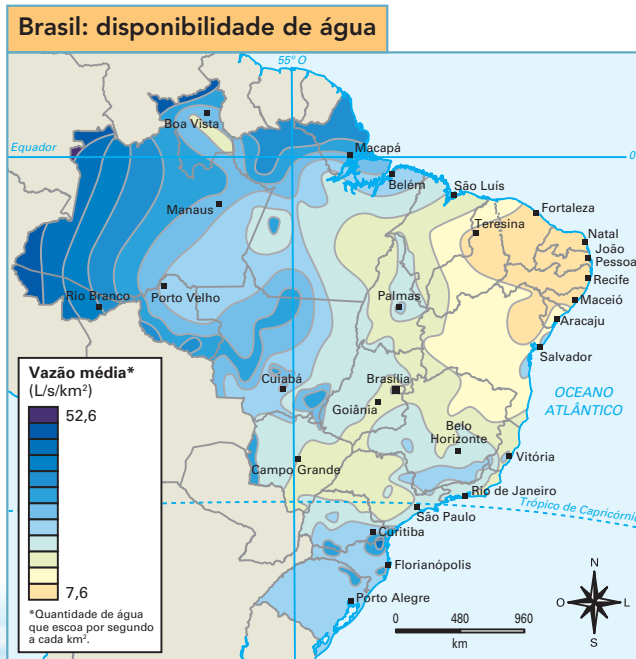 Brasil: disponibilidade de água
55° O
Boa Vista
Equador
0°
Macapá
Belém
São Luís
Manaus
Fortaleza
Teresina
Natal
João
Pessoa
Recife
Rio Branco
Porto Velho
Palmas
Maceió
Aracaju
Salvador
Vazão média*
(L/s/km²)
52,6
7,6
*Quantidade de água
que escoa por segundo
a cada km².
Cuiabá
Brasília
Goiânia
OCEANO
ATLÂNTICO
Belo
Horizonte
Campo Grande
Vitória
Rio de Janeiro
Trópico de Capricórnio
São Paulo
Curitiba
Florianópolis
Porto Alegre
N
O
L
S
0
480
960
km